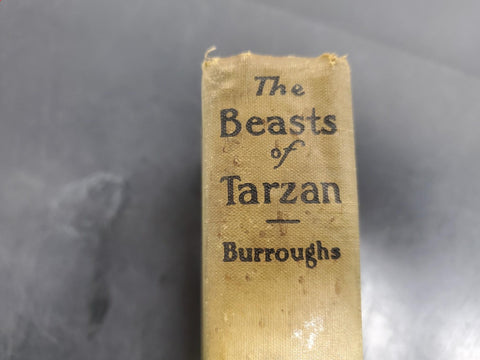 The
Beasts
of
Tarzan
Burroughs